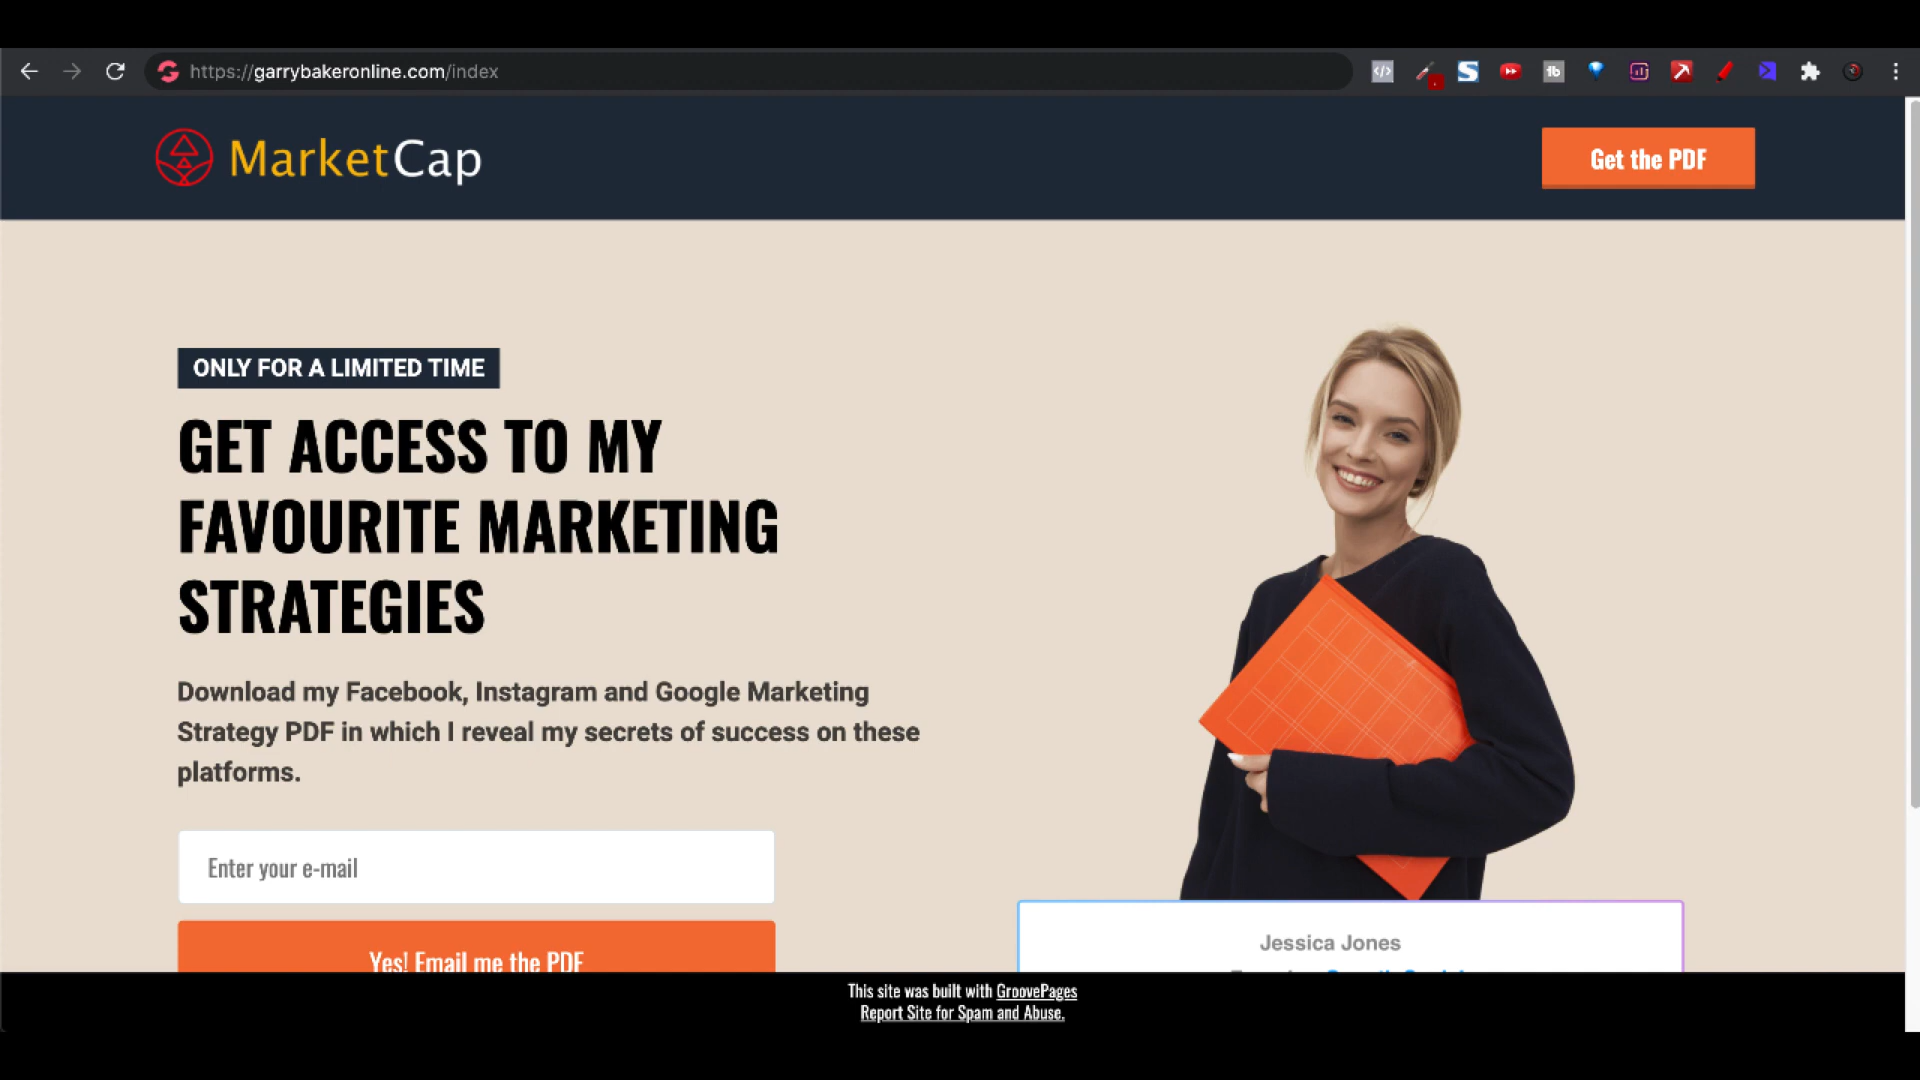 https://garrybakeronline.com/index
MarketCap
Get the PDF
ONLY FOR A LIMITED TIME
GET ACCESS TO MY
FAVOURITE MARKETING
STRATEGIES
Download my Facebook, Instagram and Google Marketing
Strategy PDF in which I reveal my secrets of success on these
platforms.
Enter your e-mail
Yes! Email me the PDF
Jessica Jones
This site was built with GroovePages
Report Site for Spam and Abuse.